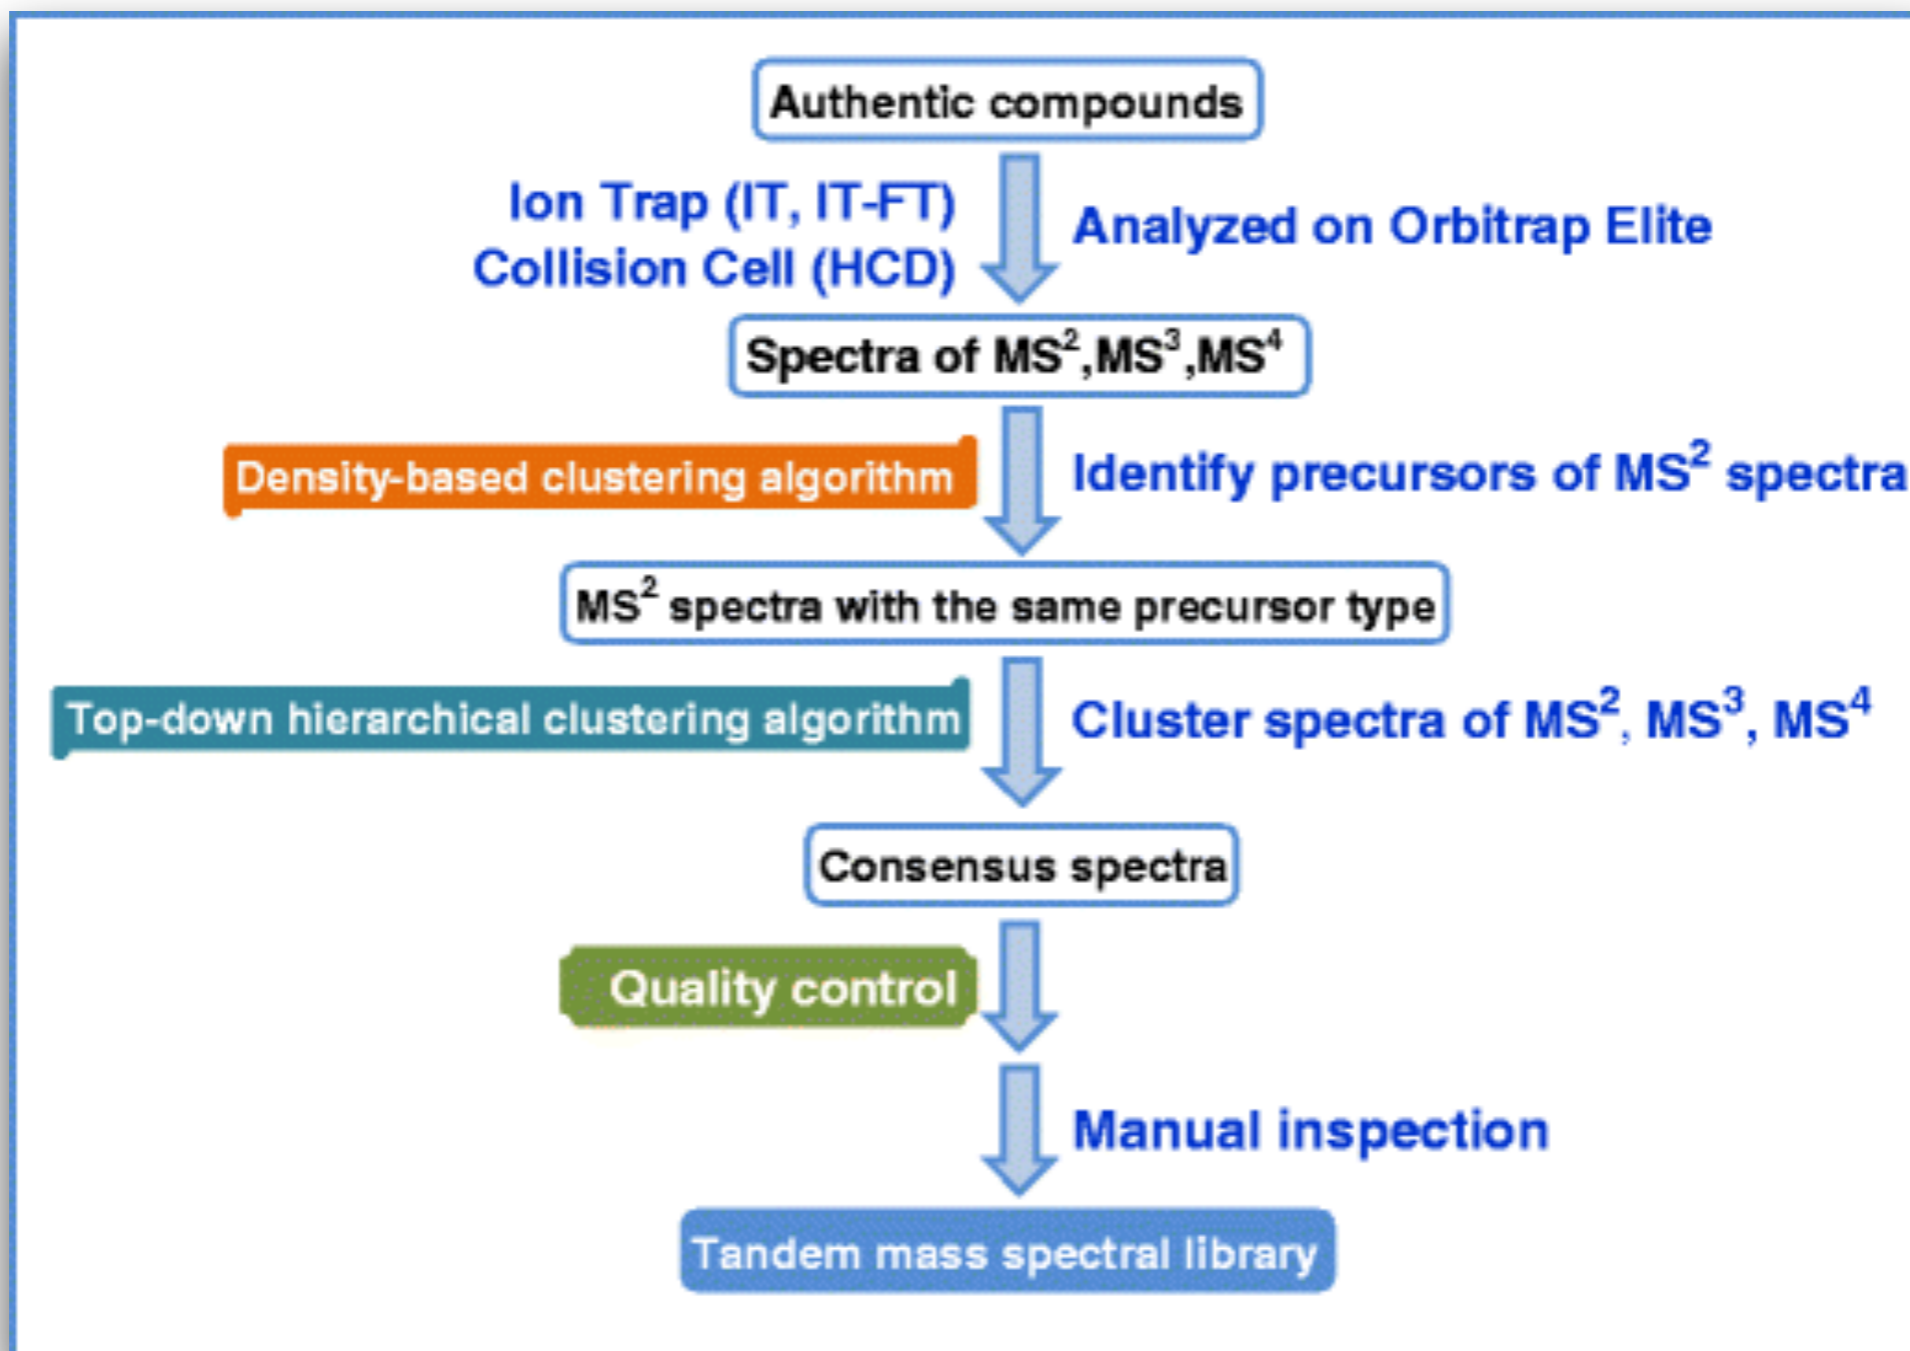 Authentic compounds
Ion Trap (IT, IT-FT)
Collision Cell (HCD)
Analyzed on Orbitrap Elite
Spectra of MS²,MS³,MS⁴
Density-based clustering algorithm
Identify precursors of MS² spectra
MS² spectra with the same precursor type
Top-down hierarchical clustering algorithm
Cluster spectra of MS², MS³, MS⁴
Consensus spectra
Quality control
Manual inspection
Tandem mass spectral library